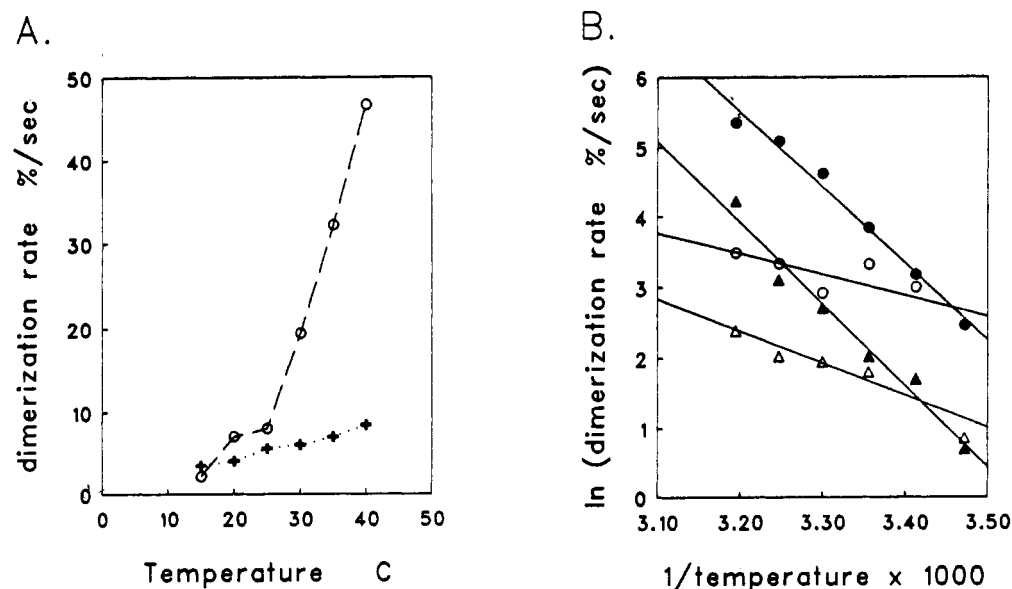 A.
dimerization rate %/sec
50
40
30
20
10
0
0 10 20 30 40 50
Temperature C
B.
ln (dimerization rate %/sec)
6
5
4
3
2
1
0
3.10 3.20 3.30 3.40 3.50
1/temperature x 1000